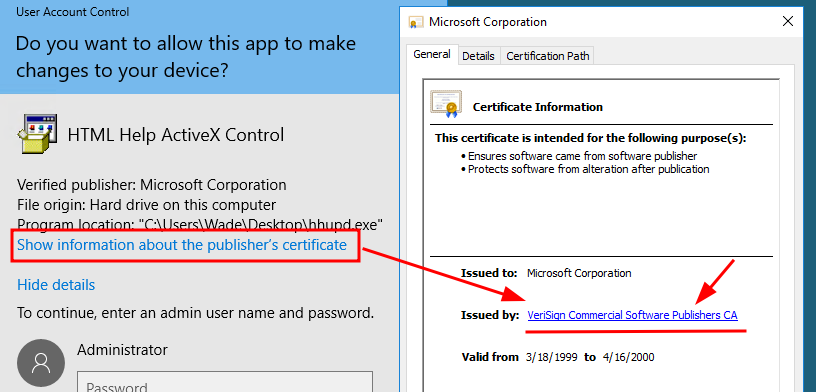 User Account Control
Do you want to allow this app to make
changes to your device?
HTML Help ActiveX Control
Verified publisher: Microsoft Corporation
File origin: Hard drive on this computer
Program location: "C:\Users\Wade\Desktop\hhupd.exe"
Show information about the publisher's certificate
Hide details
To continue, enter an admin user name and password.
Administrator
Password
Microsoft Corporation
General
Details
Certification Path
Certificate Information
This certificate is intended for the following purpose(s):
• Ensures software came from software publisher
• Protects software from alteration after publication
Issued to: Microsoft Corporation
Issued by: VeriSign Commercial Software Publishers CA
Valid from 3/18/1999 to 4/16/2000